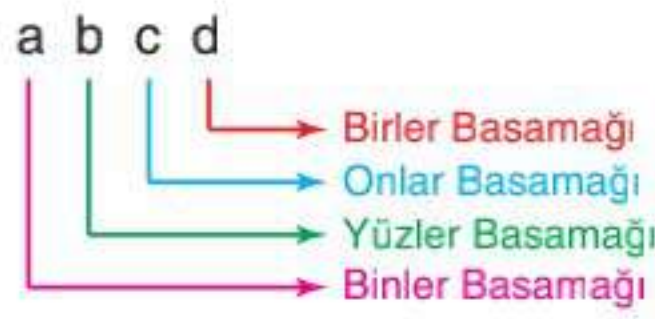 a b c d
Birler Basamağı
Onlar Basamağı
Yüzler Basamağı
Binler Basamağı